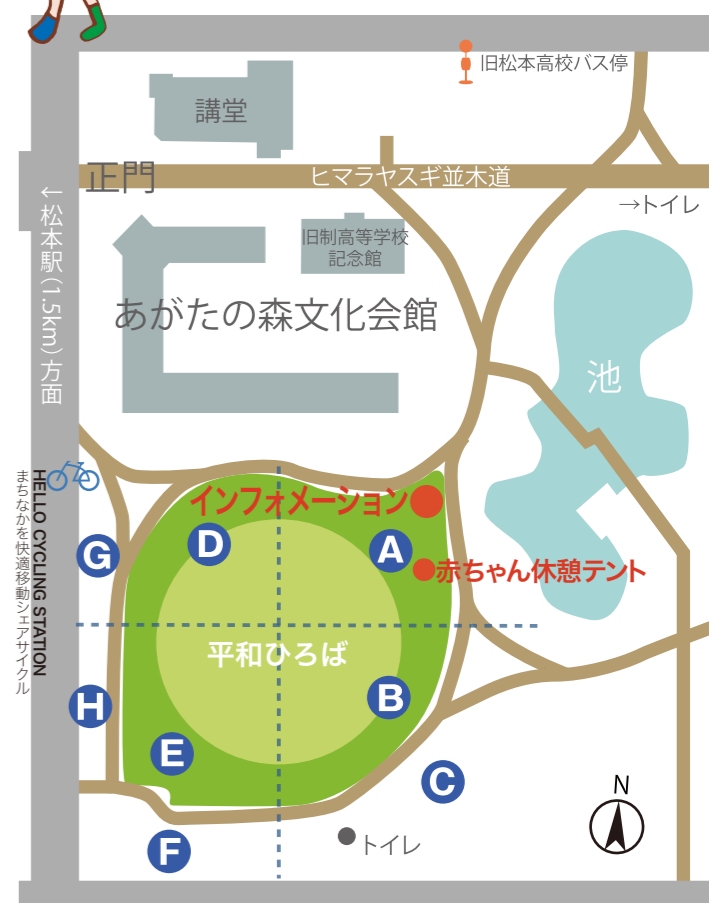 旧松本高校バス停
講堂
正門
ヒマラヤスギ並木道
→トイレ
←松本駅(1.5km)方面
旧制高等学校
記念館
あがたの森文化会館
池
HELLO CYCLING STATION
まちなかを快適移動シェアサイクル
インフォメーション
D
A
G
赤ちゃん休憩テント
平和ひろば
B
H
E
C
N
F
トイレ